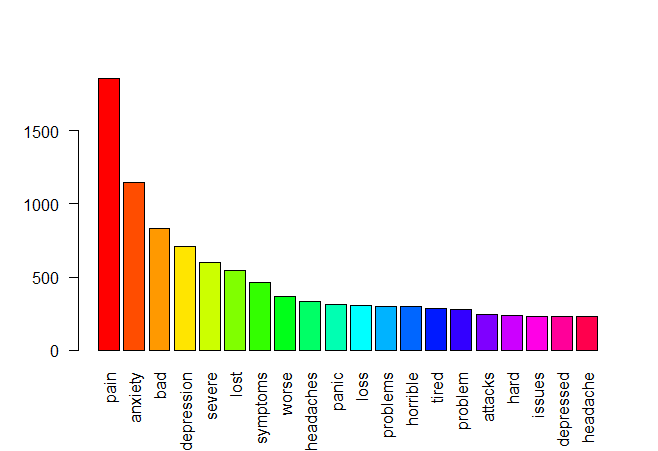 1500
1000
500
0
pain
anxiety
bad
depression
severe
lost
symptoms
worse
headaches
panic
loss
problems
horrible
tired
problem
attacks
hard
issues
depressed
headache